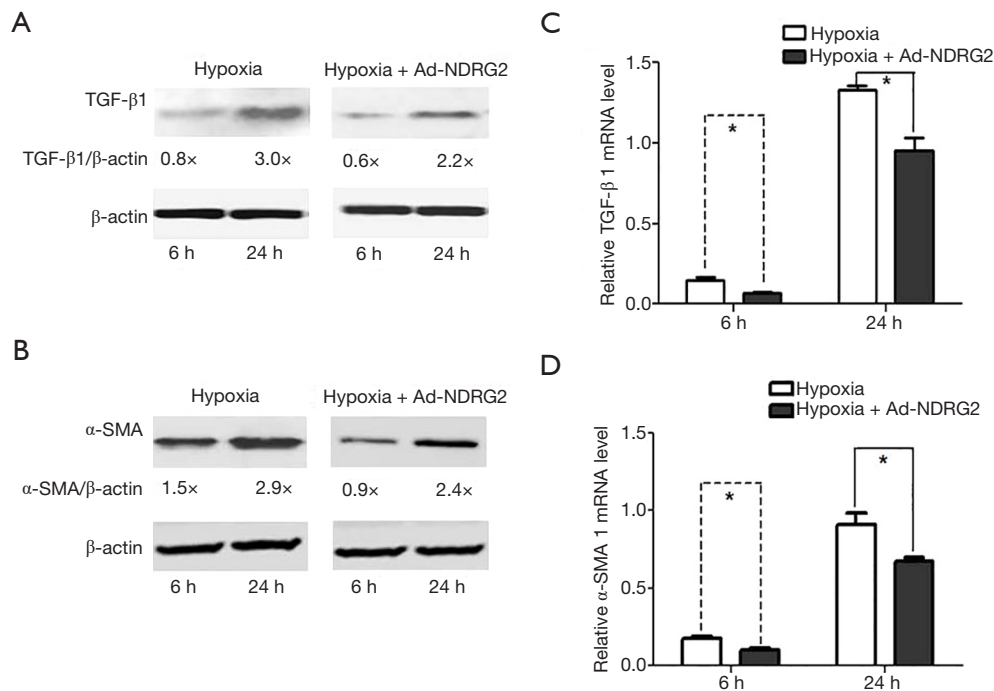 A
Hypoxia
Hypoxia + Ad-NDRG2
TGF-β1
TGF-β1/β-actin 0.8× 3.0× 0.6× 2.2×
β-actin
6 h 24 h 6 h 24 h
B
Hypoxia
Hypoxia + Ad-NDRG2
α-SMA
α-SMA/β-actin 1.5× 2.9× 0.9× 2.4×
β-actin
6 h 24 h 6 h 24 h
C
Hypoxia
Hypoxia + Ad-NDRG2
Relative TGF-β 1 mRNA level
1.5
1.0
0.5
0.0
*
*
6 h 24 h
D
Hypoxia
Hypoxia + Ad-NDRG2
Relative α-SMA 1 mRNA level
1.5
1.0
0.5
0.0
*
*
6 h 24 h